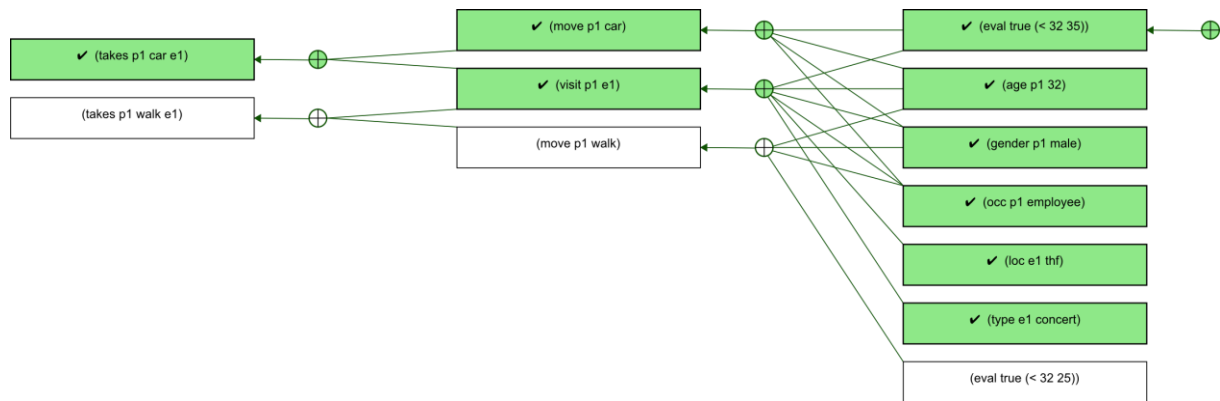 ✔ (takes p1 car e1)
(takes p1 walk e1)
✔ (move p1 car)
✔ (visit p1 e1)
(move p1 walk)
✔ (eval true (< 32 35))
✔ (age p1 32)
✔ (gender p1 male)
✔ (occ p1 employee)
✔ (loc e1 thf)
✔ (type e1 concert)
(eval true (< 32 25))